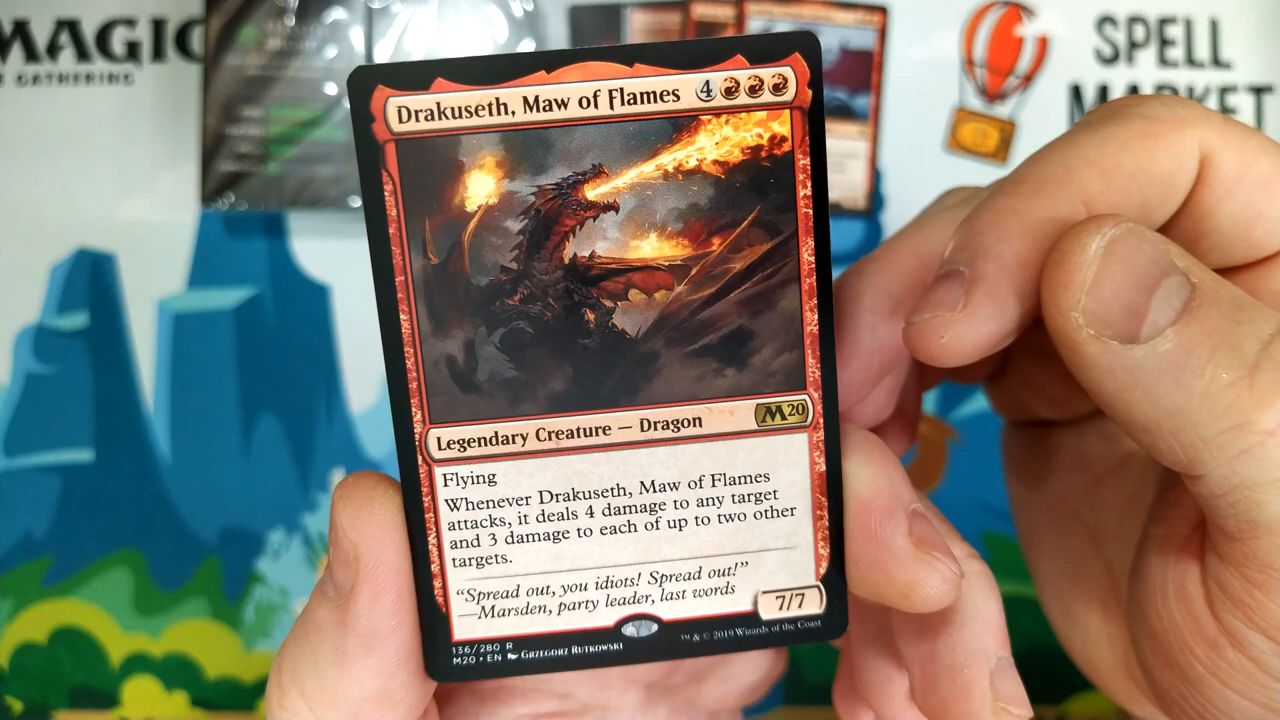 MAGIC
GATHERING
SPELL
MARKET
Drakuseth, Maw of Flames 4
Legendary Creature — Dragon
M20
Flying
Whenever Drakuseth, Maw of Flames
attacks, it deals 4 damage to any target
and 3 damage to each of up to two other
targets.
“Spread out, you idiots! Spread out!”
—Marsden, party leader, last words
7/7
136/280 R
M20 • EN GRZEGORZ RUTKOWSKI
™ & © 2019 Wizards of the Coast